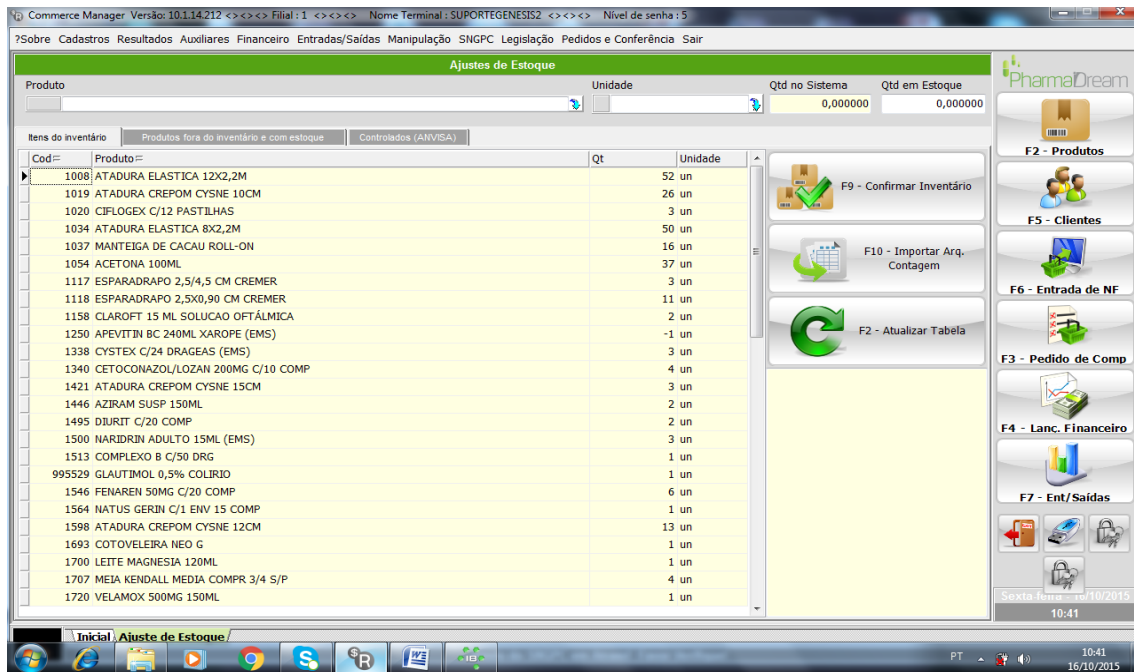 Commerce Manager Versão: 10.1.14.212 <><><> Filial : 1 <><><> Nome Terminal : SUPORTEGENESIS2 <><><> Nível de senha : 5
?Sobre Cadastros Resultados Auxiliares Financeiro Entradas/Saídas Manipulação SNGPC Legislação Pedidos e Conferência Sair
Ajustes de Estoque
Produto Unidade Qtd no Sistema Qtd em Estoque
0,000000 0,000000
Itens do inventário Produtos fora do inventário e com estoque Controlados (ANVISA)
Cod Produto Qt Unidade
1008 ATADURA ELASTICA 12X2,2M 52 un
1019 ATADURA CREPOM CYSNE 10CM 26 un
1020 CIFLOGEX C/12 PASTILHAS 3 un
1034 ATADURA ELASTICA 8X2,2M 50 un
1037 MANTEIGA DE CACAU ROLL-ON 16 un
1054 ACETONA 100ML 37 un
1117 ESPARADRAPO 2,5/4,5 CM CREMER 3 un
1118 ESPARADRAPO 2,5X0,90 CM CREMER 11 un
1158 CLAROFT 15 ML SOLUCAO OFTÁLMICA 2 un
1250 APEVITIN BC 240ML XAROPE (EMS) -1 un
1338 CYSTEX C/24 DRAGEAS (EMS) 3 un
1340 CETOCONAZOL/LOZAN 200MG C/10 COMP 4 un
1421 ATADURA CREPOM CYSNE 15CM 3 un
1446 AZIRAM SUSP 150ML 2 un
1495 DIURIT C/20 COMP 2 un
1500 NARIDRIN ADULTO 15ML (EMS) 3 un
1513 COMPLEXO B C/50 DRG 1 un
995529 GLAUTIMOL 0,5% COLIRIO 1 un
1546 FENAREN 50MG C/20 COMP 6 un
1564 NATUS GERIN C/1 ENV 15 COMP 1 un
1598 ATADURA CREPOM CYSNE 12CM 13 un
1693 COTOVELEIRA NEO G 1 un
1700 LEITE MAGNESIA 120ML 1 un
1707 MEIA KENDALL MEDIA COMPR 3/4 S/P 4 un
1720 VELAMOX 500MG 150ML 1 un
F9 - Confirmar Inventário
F10 - Importar Arq.
Contagem
F2 - Atualizar Tabela
PharmaDream
F2 - Produtos
F5 - Clientes
F6 - Entrada de NF
F3 - Pedido de Comp
F4 - Lanc. Financeiro
F7 - Ent/Saídas
Sexta-feira - 16/10/2015
10:41
Inicial Ajuste de Estoque
PT 10:41
16/10/2015